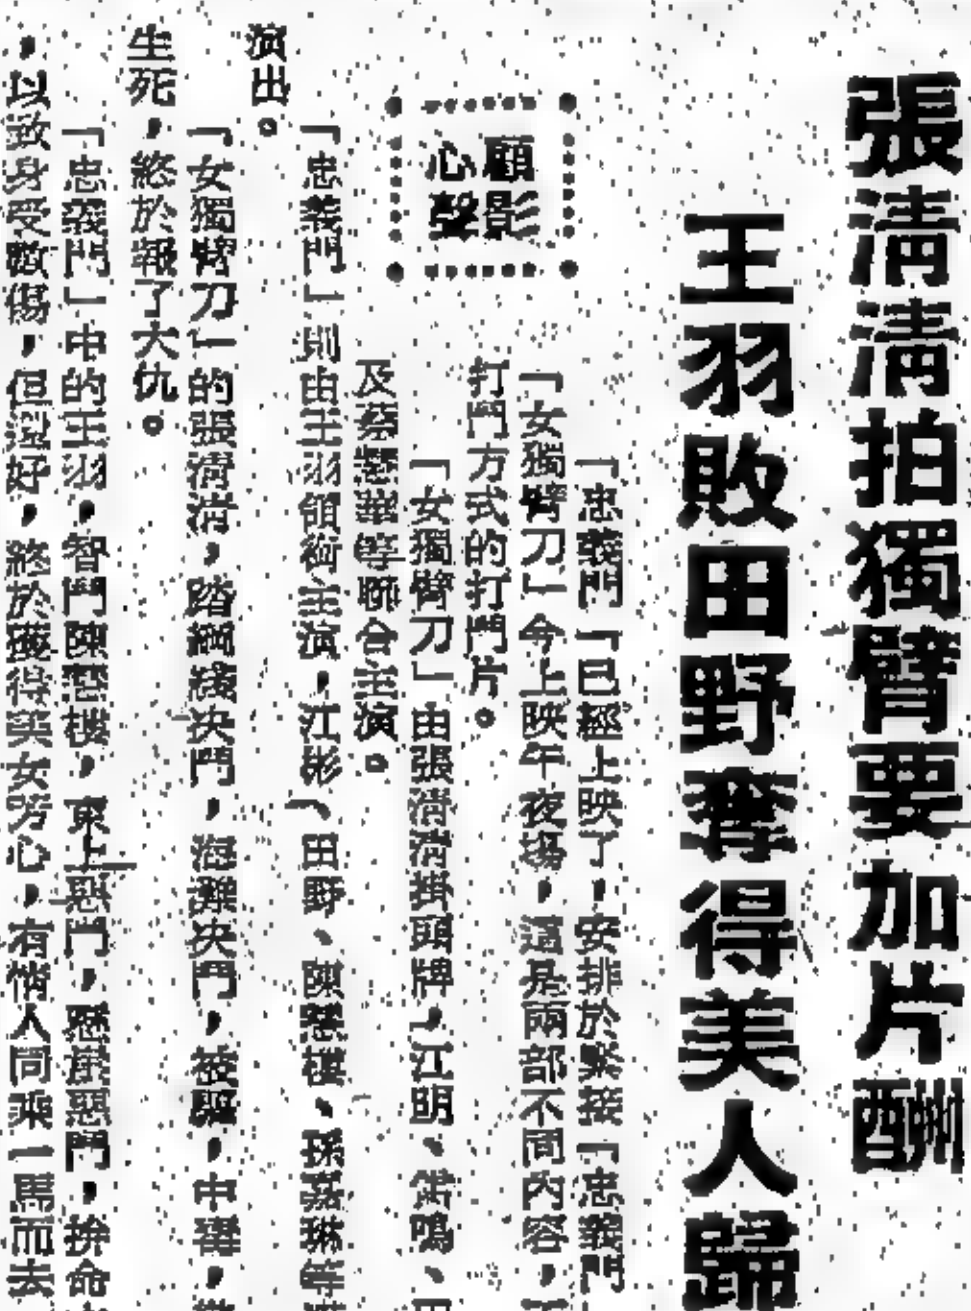 張清清拍獨臂要加片酬
王羽敗田野奪得美人歸
顧影
心聲
「忠義門「已經上映了,安排於緊接「忠義門
「女獨臂刀」今上映午夜場,這是兩部不同內容,
打鬥方式的打鬥片。
「女獨臂刀」由張清清掛頭牌,江明、
及蔡慧華等聯合主演。
「忠義門」則由王羽領銜主演,江彬、田野、陳慧樓、孫嘉琳等
演出。
「女獨臂刀」的張清清,踏鋼綫決鬥,海灘決鬥,被騙,中毒,
生死,終於報了大仇。
「忠義門」中的王羽,智鬥陳慧樓,東上惡鬥,懸崖惡鬥,拚命
,以致身受數傷,但還好,終於獲得美女芳心,有情人同乘一馬而去